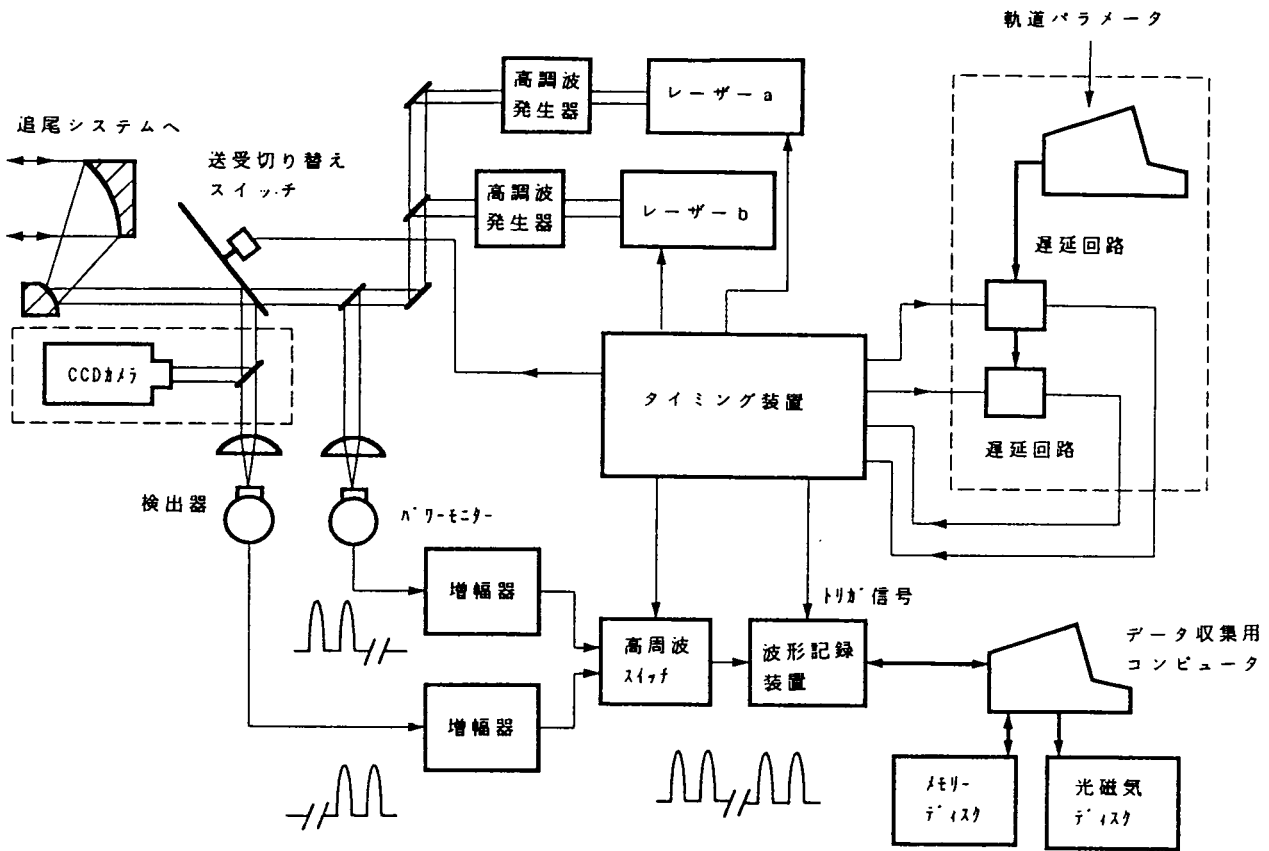 軌道パラメータ
高調波
発生器
レーザーa
追尾システムへ
送受切り替え
スイッチ
高調波
発生器
レーザーb
遅延回路
CCDカメラ
タイミング装置
遅延回路
検出器
パワーモニター
増幅器
トリガ信号
高周波
スイッチ
波形記録
装置
データ収集用
コンピュータ
増幅器
メモリー
ディスク
光磁気
ディスク